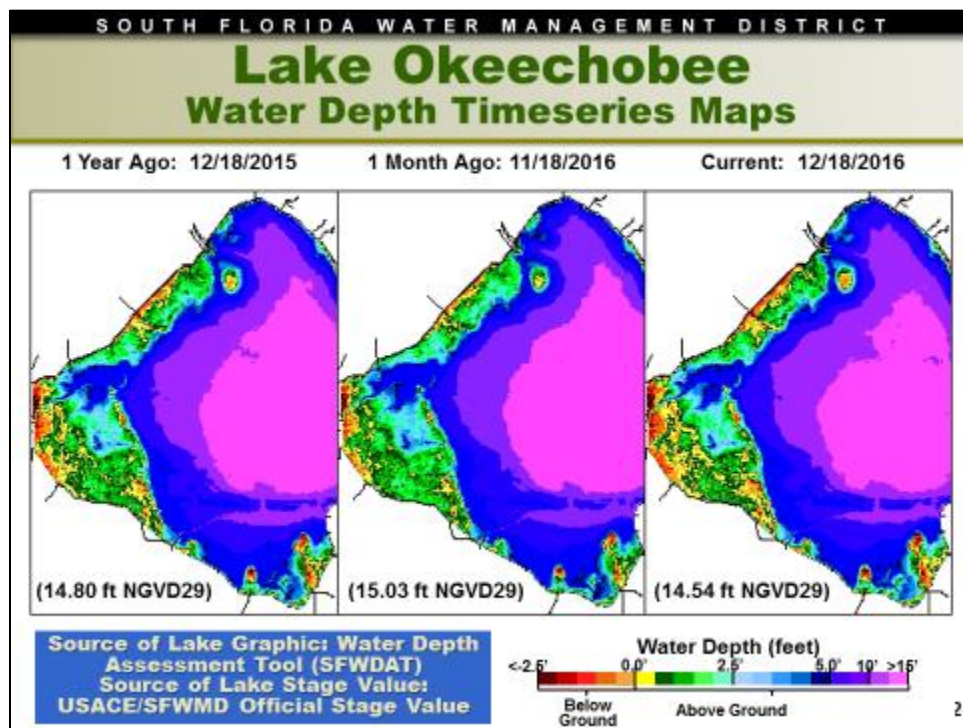 SOUTH FLORIDA WATER MANAGEMENT DISTRICT
Lake Okeechobee
Water Depth Timeseries Maps
1 Year Ago: 12/18/2015 1 Month Ago: 11/18/2016 Current: 12/18/2016
(14.80 ft NGVD29) (15.03 ft NGVD29) (14.54 ft NGVD29)
Source of Lake Graphic: Water Depth
Assessment Tool (SFWDAT)
Source of Lake Stage Value:
USACE/SFWMD Official Stage Value
Water Depth (feet)
<-2.5' 0.0' 2.5' 5.0' 10' >15'
Below
Ground
Above Ground
2